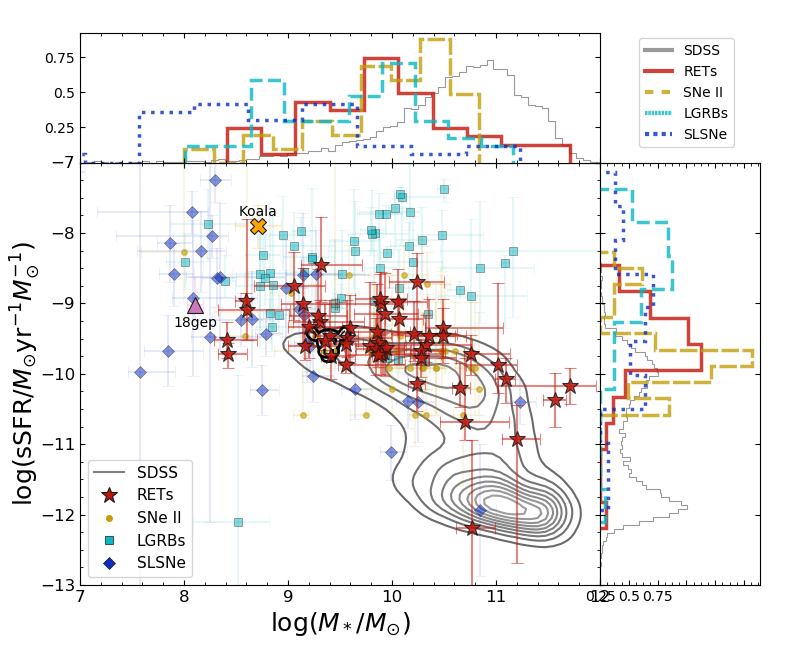 0.75
0.5
0.25
−7
SDSS
RETs
SNe II
LGRBs
SLSNe
Koala
18gep
−8
−9
−10
−11
−12
−13
log(sSFR/M⊙yr⁻¹M⊙⁻¹)
SDSS
RETs
SNe II
LGRBs
SLSNe
7 8 9 10 11 12
0.25 0.5 0.75
log(M*/M⊙)